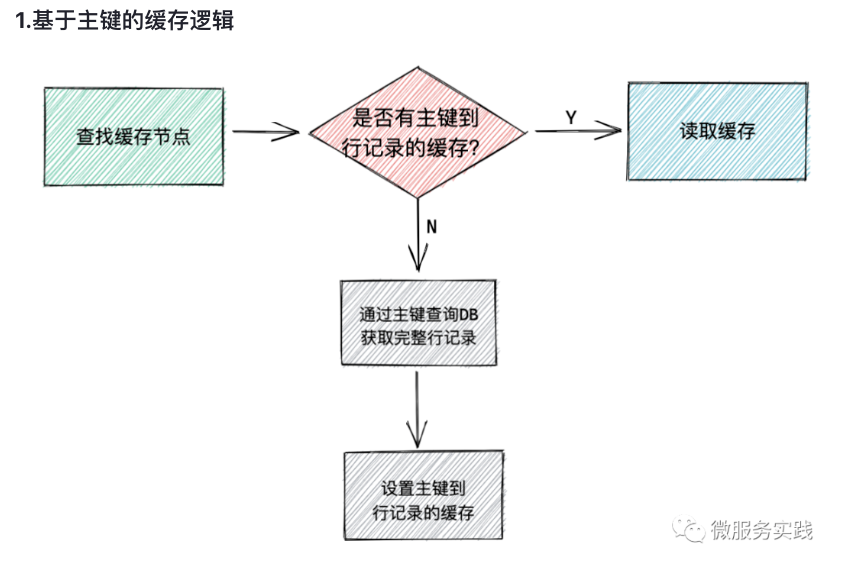 1.基于主键的缓存逻辑
查找缓存节点
是否有主键到
行记录的缓存?
Y
读取缓存
N
通过主键查询DB
获取完整行记录
设置主键到
行记录的缓存
微服务实践